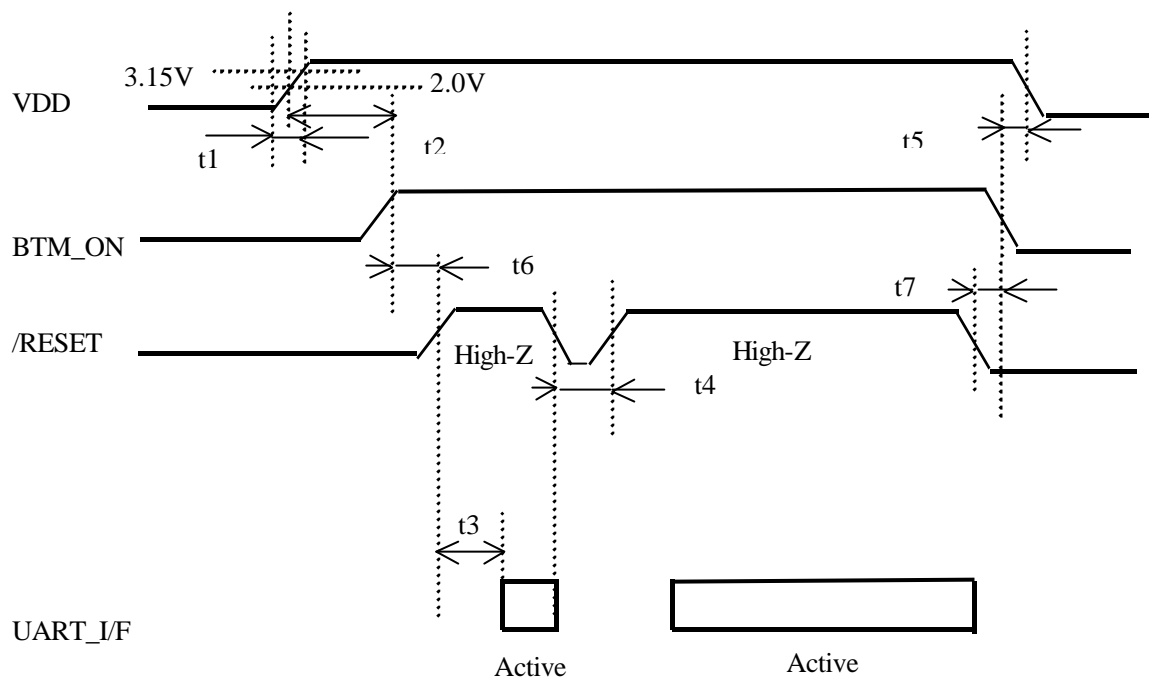 3.15V
2.0V
VDD
t1
t2
t5
BTM_ON
t6
t7
/RESET
High-Z
High-Z
t4
t3
UART_I/F
Active
Active